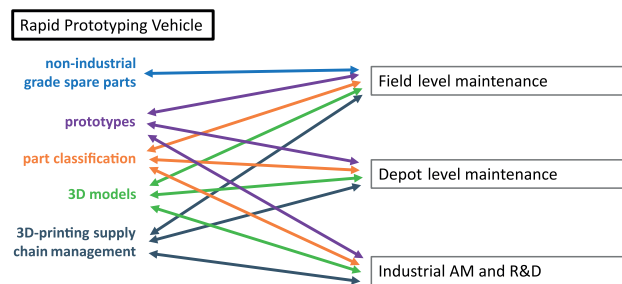 Rapid Prototyping Vehicle
non-industrial
grade spare parts
prototypes
part classification
3D models
3D-printing supply
chain management
Field level maintenance
Depot level maintenance
Industrial AM and R&D